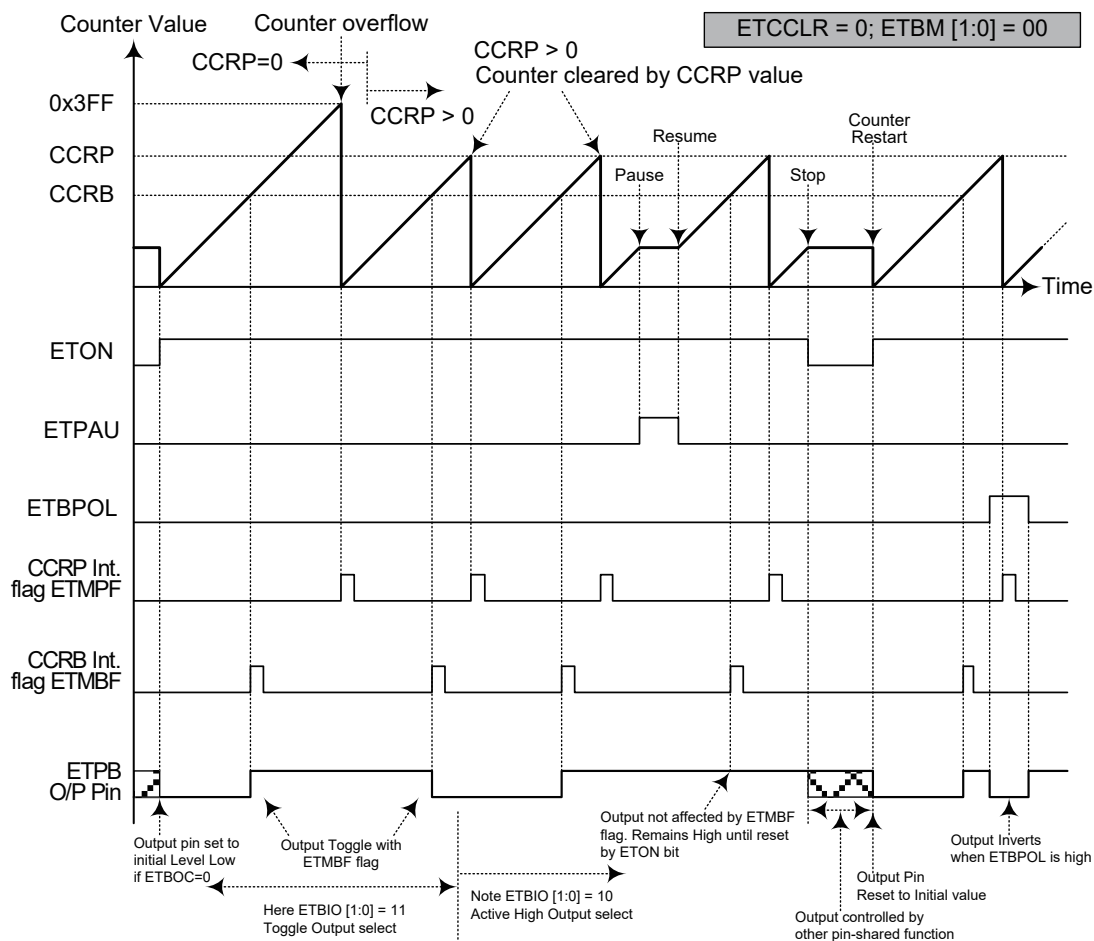 Counter Value
Counter overflow
ETCCLR = 0; ETBM [1:0] = 00
CCRP=0
CCRP > 0
CCRP > 0
Counter cleared by CCRP value
0x3FF
CCRP
CCRB
Pause
Resume
Stop
Counter
Restart
Time
ETON
ETPAU
ETBPOL
CCRP Int.
flag ETMPF
CCRB Int.
flag ETMBF
ETPB
O/P Pin
Output pin set to
initial Level Low
if ETBOC=0
Output Toggle with
ETMBF flag
Output not affected by ETMBF
flag. Remains High until reset
by ETON bit
Output Inverts
when ETBPOL is high
Output Pin
Reset to Initial value
Here ETBIO [1:0] = 11
Toggle Output select
Note ETBIO [1:0] = 10
Active High Output select
Output controlled by
other pin-shared function